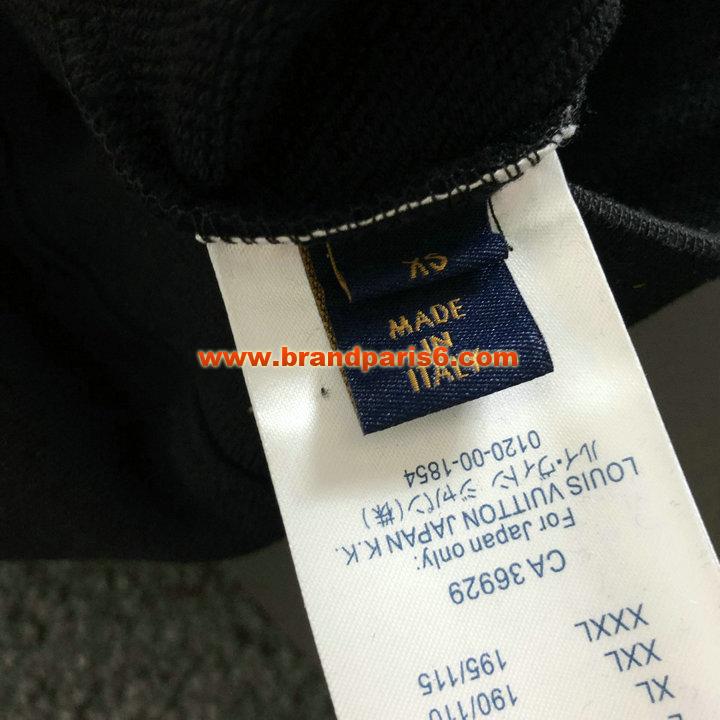 XS
MADE
IN
ITALY
www.brandparis6.com
0120-00-1854
ルイ・ヴィトン ジャパン(株)
LOUIS VUITTON JAPAN K.K.
For Japan only:
CA 36929
XXXL
XXL 195/115
XL 190/110